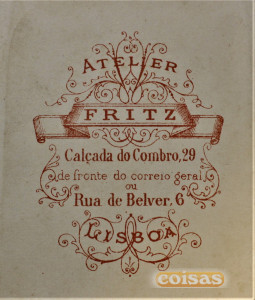 ATELIER
FRITZ
Calçada do Combro, 29
de fronte do correio geral
ou
Rua de Belver, 6
LISBOA
coisas